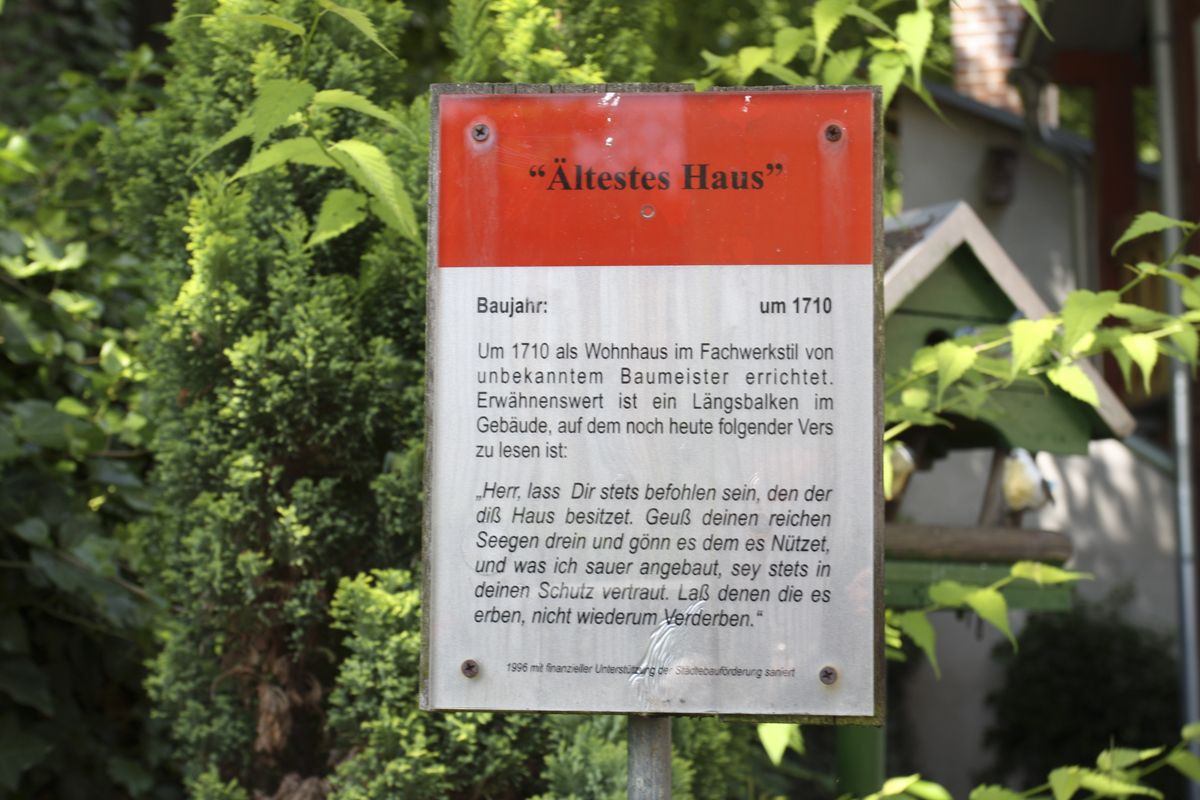 “Ältestes Haus”
Baujahr: um 1710
Um 1710 als Wohnhaus im Fachwerkstil von
unbekanntem Baumeister errichtet.
Erwähnenswert ist ein Längsbalken im
Gebäude, auf dem noch heute folgender Vers
zu lesen ist:
„Herr, lass Dir stets befohlen sein, den der
diß Haus besitzet. Geuß deinen reichen
Seegen drein und gönn es dem es Nützet,
und was ich sauer angebaut, sey stets in
deinen Schutz vertraut. Laß denen die es
erben, nicht wiederum Verderben.“
1996 mit finanzieller Unterstützung der Städtebauförderung saniert